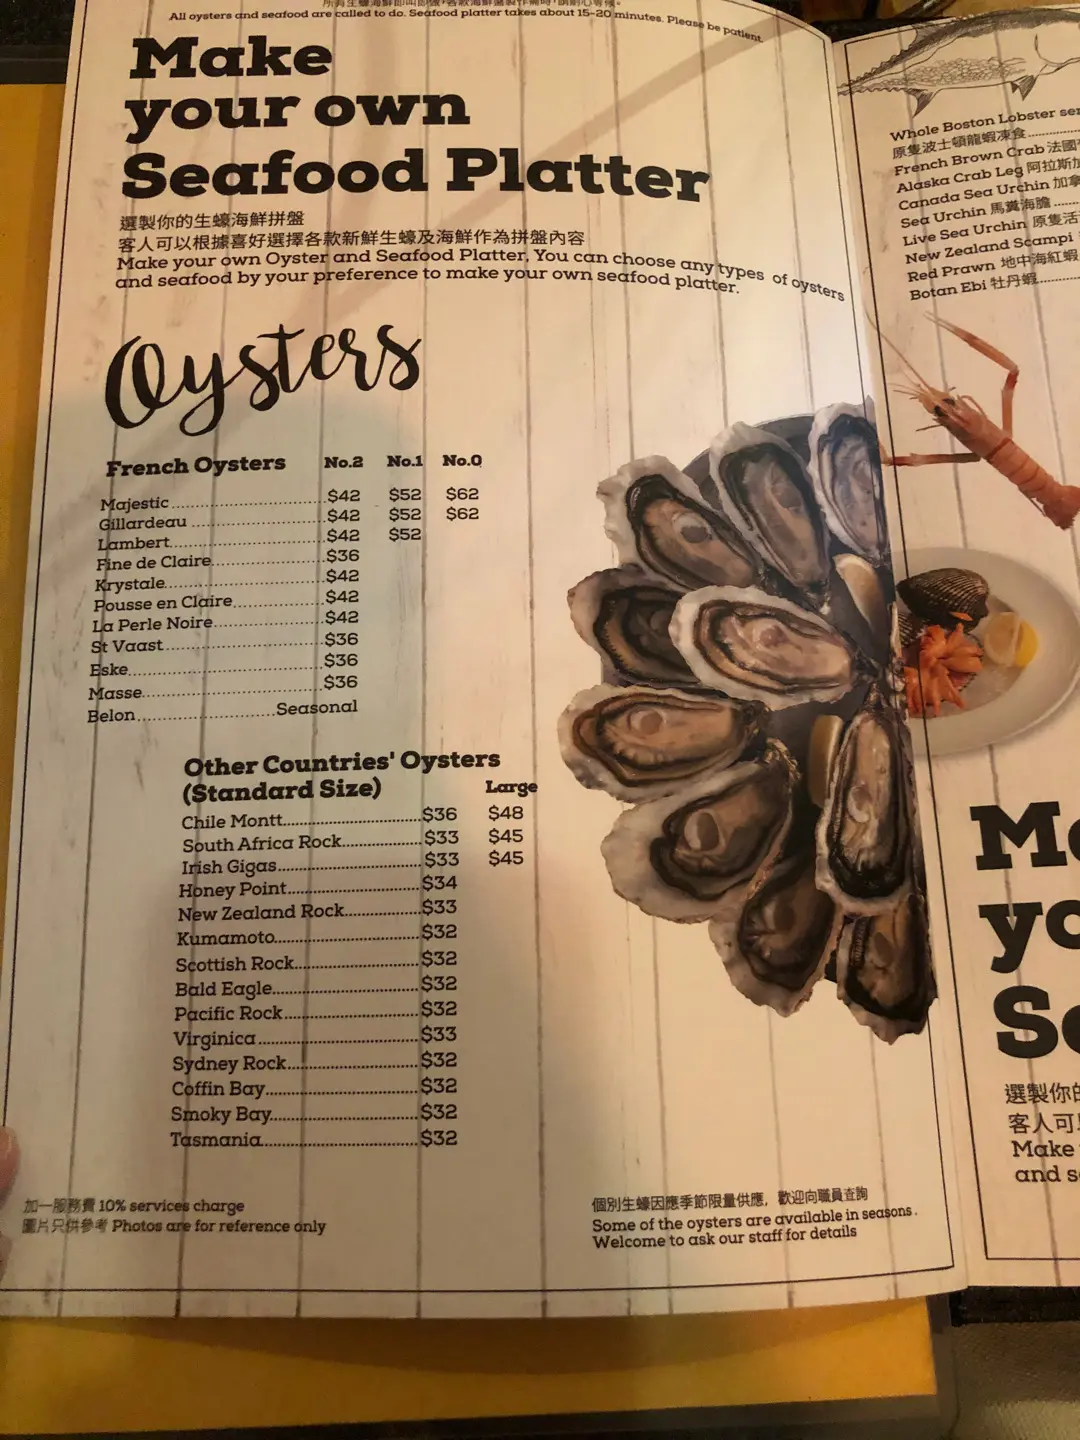 All oysters and seafood are called to do. Seafood platter takes about 15-20 minutes. Please be patient.
Make
your own
Seafood Platter
選製你的生蠔海鮮拼盤
客人可以根據喜好選擇各款新鮮生蠔及海鮮作為拼盤內容
Make your own Oyster and Seafood Platter. You can choose any types of oysters
and seafood by your preference to make your own seafood platter.
Oysters
French Oysters No.2 No.1 No.0
Majestic $42 $52 $62
Gillardeau $42 $52 $62
Lambert $42 $52
Fine de Claire $36
Krystale $42
Pousse en Claire $42
La Perle Noire $42
St Vaast $36
Eske $36
Masse $36
Belon Seasonal
Other Countries' Oysters
(Standard Size) Large
Chile Montt $36 $48
South Africa Rock $33 $45
Irish Gigas $33 $45
Honey Point $34
New Zealand Rock $33
Kumamoto $32
Scottish Rock $32
Bald Eagle $32
Pacific Rock $32
Virginica $33
Sydney Rock $32
Coffin Bay $32
Smoky Bay $32
Tasmania $32
加一服務費 10% services charge
圖片只供參考 Photos are for reference only
個別生蠔因應季節限量供應，歡迎向職員查詢
Some of the oysters are available in seasons.
Welcome to ask our staff for details
Whole Boston Lobster
原隻波士頓龍蝦凍食
French Brown Crab 法國
Alaska Crab Leg 阿拉斯加
Canada Sea Urchin 加拿
Sea Urchin 馬糞海膽
Live Sea Urchin 原隻活
New Zealand Scampi
Red Prawn 地中海紅蝦
Botan Ebi 牡丹蝦
選製你的
客人可
Make
and